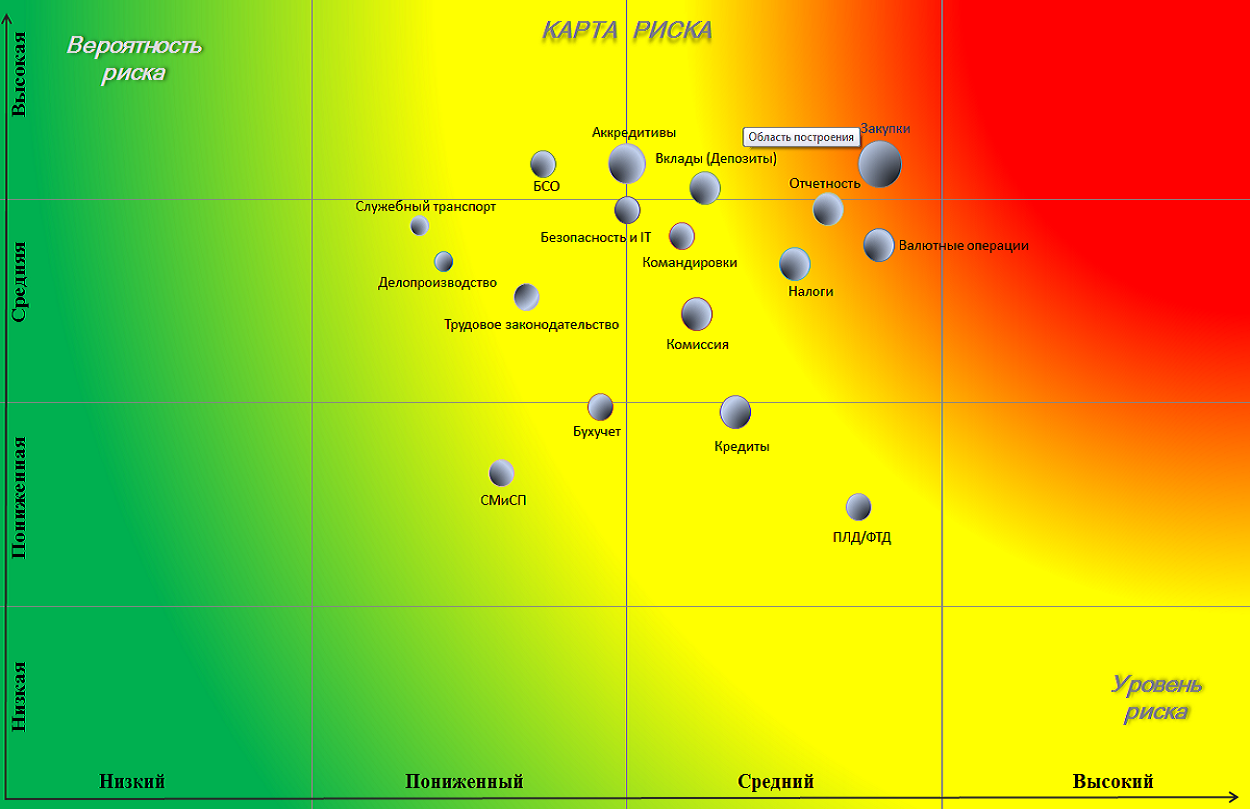 КАРТА РИСКА
Вероятность
риска
Высокая
Средняя
Пониженная
Низкая
Аккредитивы
Область построения
Закупки
Вклады (Депозиты)
БСО
Отчетность
Служебный транспорт
Безопасность и IT
Валютные операции
Командировки
Делопроизводство
Налоги
Трудовое законодательство
Комиссия
Бухучет
Кредиты
СМиСП
ПЛД/ФТД
Уровень
риска
Низкий
Пониженный
Средний
Высокий